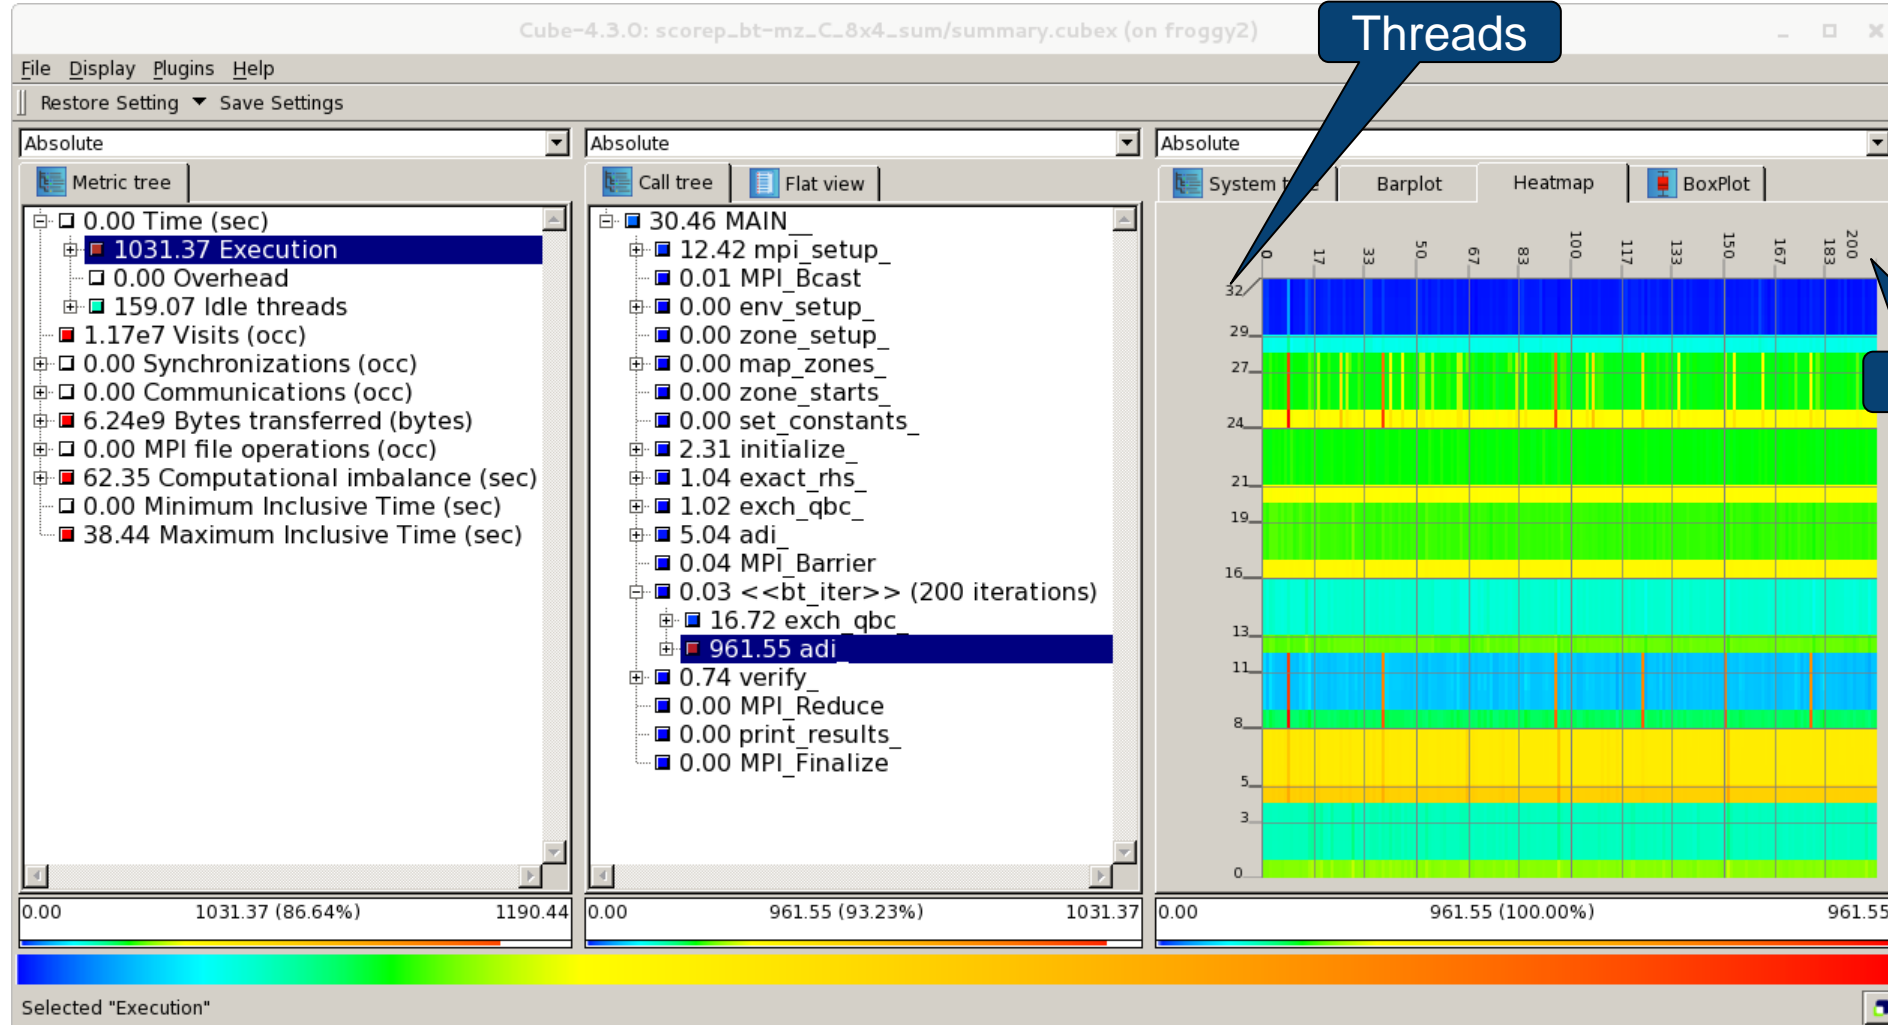 Cube-4.3.0: scorep_bt-mz_C_8x4_sum/summary.cubex (on froggy2)
Threads
File Display Plugins Help
Restore Setting Save Settings
Absolute
Metric tree
0.00 Time (sec)
1031.37 Execution
0.00 Overhead
159.07 Idle threads
1.17e7 Visits (occ)
0.00 Synchronizations (occ)
0.00 Communications (occ)
6.24e9 Bytes transferred (bytes)
0.00 MPI file operations (occ)
62.35 Computational imbalance (sec)
0.00 Minimum Inclusive Time (sec)
38.44 Maximum Inclusive Time (sec)
0.00 1031.37 (86.64%) 1190.44
Absolute
Call tree Flat view
30.46 MAIN__
12.42 mpi_setup_
0.01 MPI_Bcast
0.00 env_setup_
0.00 zone_setup_
0.00 map_zones_
0.00 zone_starts_
0.00 set_constants_
2.31 initialize_
1.04 exact_rhs_
1.02 exch_qbc_
5.04 adi_
0.04 MPI_Barrier
0.03 <<bt_iter>> (200 iterations)
16.72 exch_qbc_
961.55 adi_
0.74 verify_
0.00 MPI_Reduce
0.00 print_results_
0.00 MPI_Finalize
0.00 961.55 (93.23%) 1031.37
Absolute
System Barplot Heatmap BoxPlot
0 17 33 50 67 83 100 117 133 150 167 183 200
32
29
27
24
21
19
16
13
11
8
5
3
0
0.00 961.55 (100.00%) 961.55
Selected "Execution"